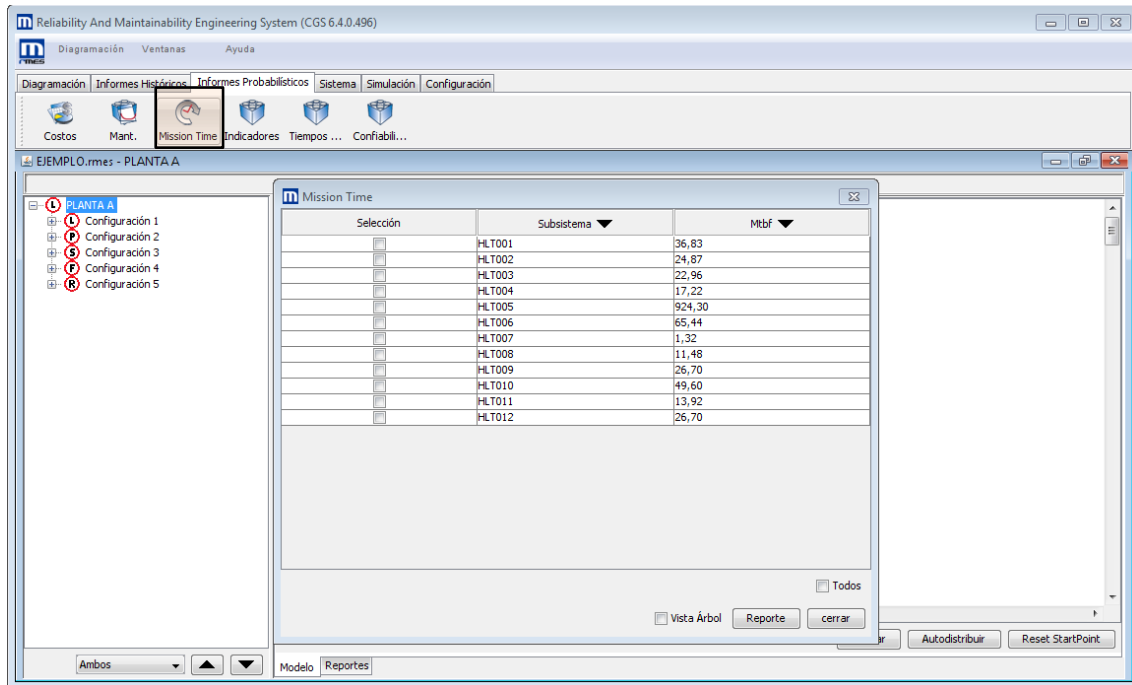 Reliability And Maintainability Engineering System (CGS 6.4.0.496)
Diagramación Ventanas Ayuda
rmes
Diagramación Informes Históricos Informes Probabilísticos Sistema Simulación Configuración
Costos Mant. Mission Time Indicadores Tiempos ... Confiabili...
EJEMPLO.rmes - PLANTA A
Mission Time
PLANTA A
Configuración 1
Configuración 2
Configuración 3
Configuración 4
Configuración 5
Selección Subsistema Mtbf
HLT001 36,83
HLT002 24,87
HLT003 22,96
HLT004 17,22
HLT005 924,30
HLT006 65,44
HLT007 1,32
HLT008 11,48
HLT009 26,70
HLT010 49,60
HLT011 13,92
HLT012 26,70
Todos
Vista Árbol Reporte cerrar
ar Autodistribuir Reset StartPoint
Ambos
Modelo Reportes